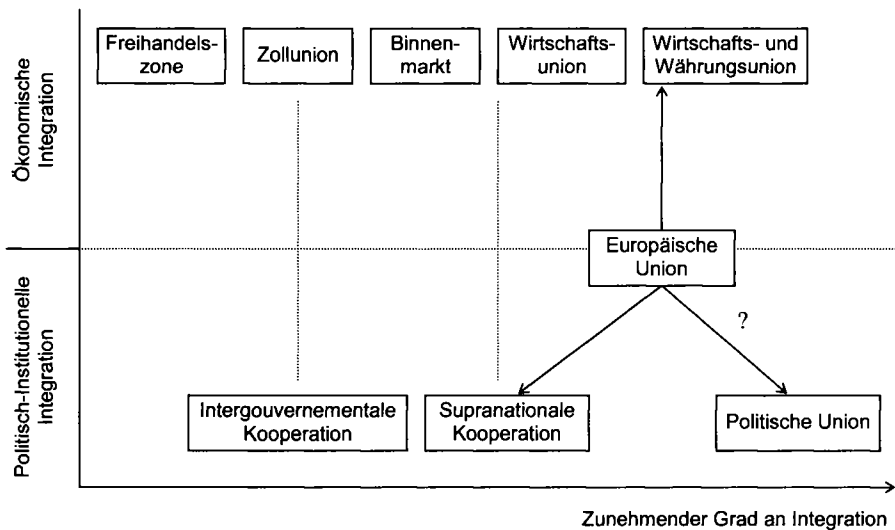 Ökonomische
Integration
Freihandels-
zone
Zollunion
Binnen-
markt
Wirtschafts-
union
Wirtschafts- und
Währungsunion
Europäische
Union
?
Politisch-Institutionelle
Integration
Intergouvernementale
Kooperation
Supranationale
Kooperation
Politische Union
Zunehmender Grad an Integration